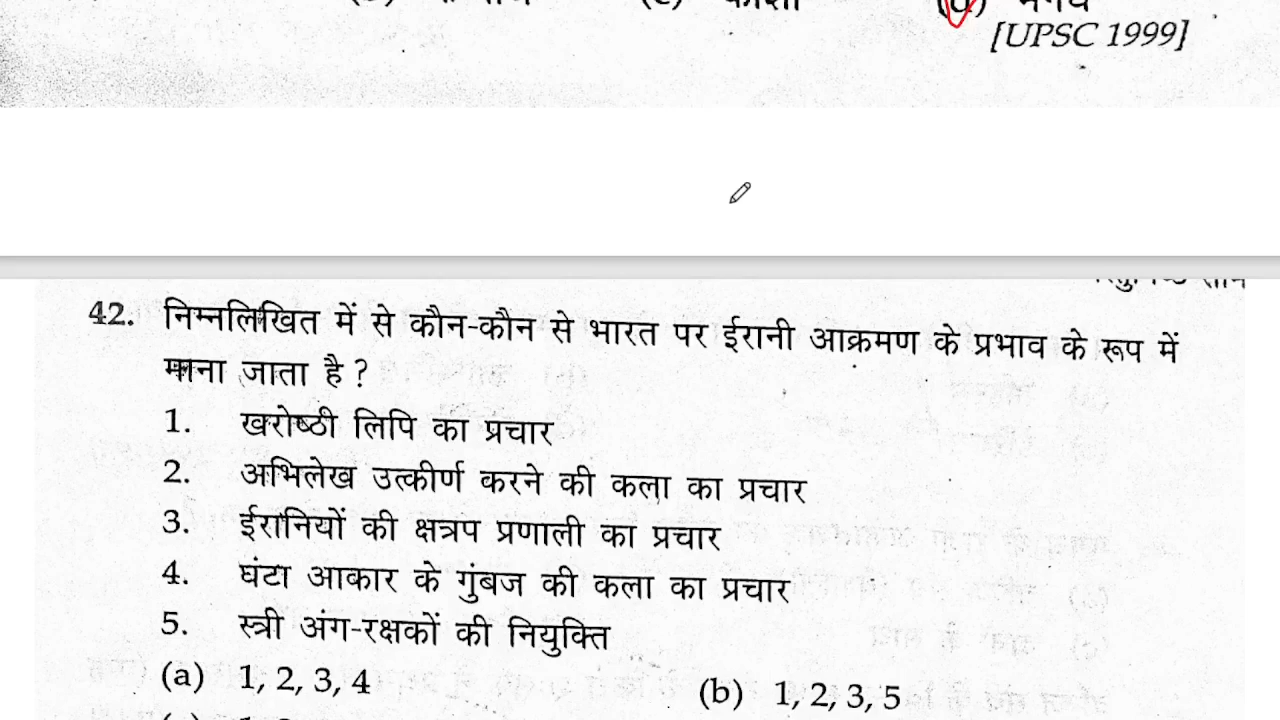 [UPSC 1999]
42. निम्नलिखित में से कौन-कौन से भारत पर ईरानी आक्रमण के प्रभाव के रूप में
माना जाता है ?
1. खरोष्ठी लिपि का प्रचार
2. अभिलेख उत्कीर्ण करने की कला का प्रचार
3. ईरानियों की क्षत्रप प्रणाली का प्रचार
4. घंटा आकार के गुंबज की कला का प्रचार
5. स्त्री अंग-रक्षकों की नियुक्ति
(a) 1, 2, 3, 4 (b) 1, 2, 3, 5